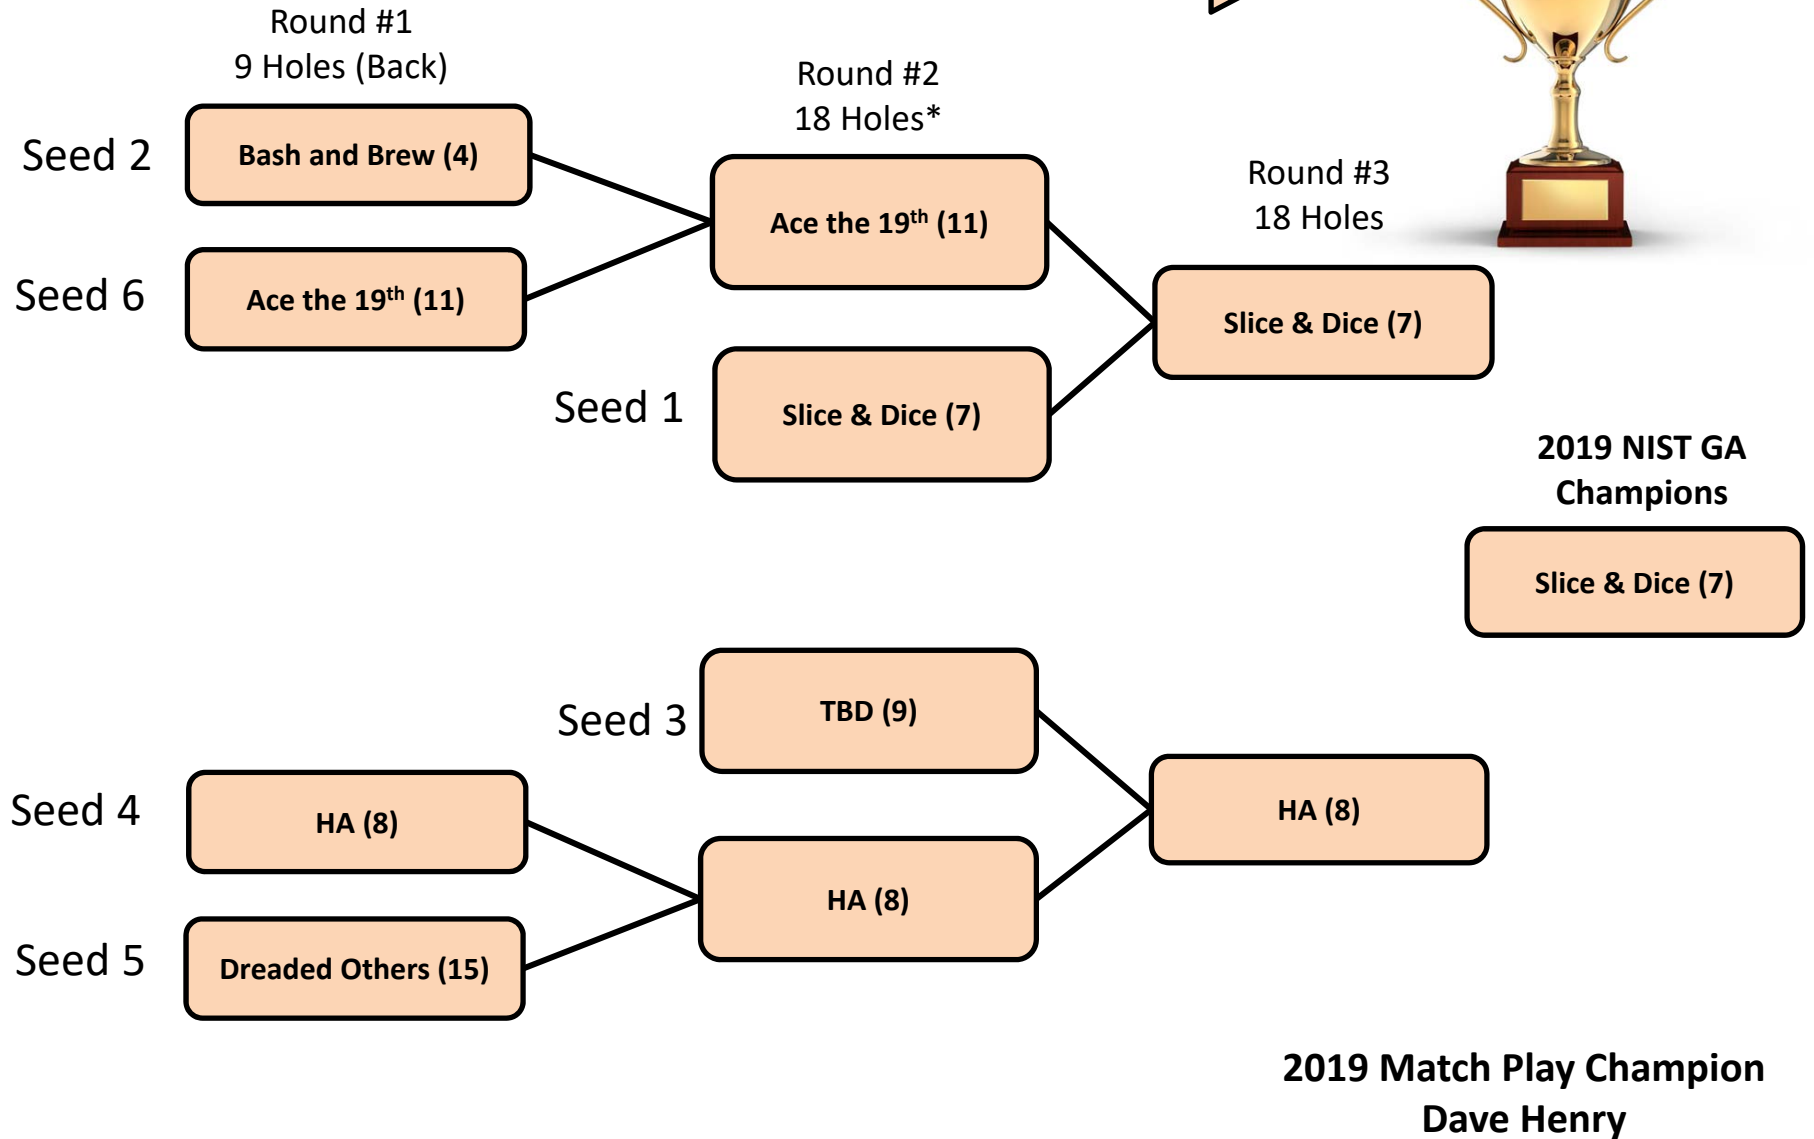 Round #1
9 Holes (Back)
Round #2
18 Holes*
Seed 2
Bash and Brew (4)
Round #3
18 Holes
Ace the 19th (11)
Seed 6
Ace the 19th (11)
Slice & Dice (7)
Seed 1
Slice & Dice (7)
2019 NIST GA
Champions
Slice & Dice (7)
Seed 3
TBD (9)
Seed 4
HA (8)
HA (8)
HA (8)
Seed 5
Dreaded Others (15)
2019 Match Play Champion
Dave Henry